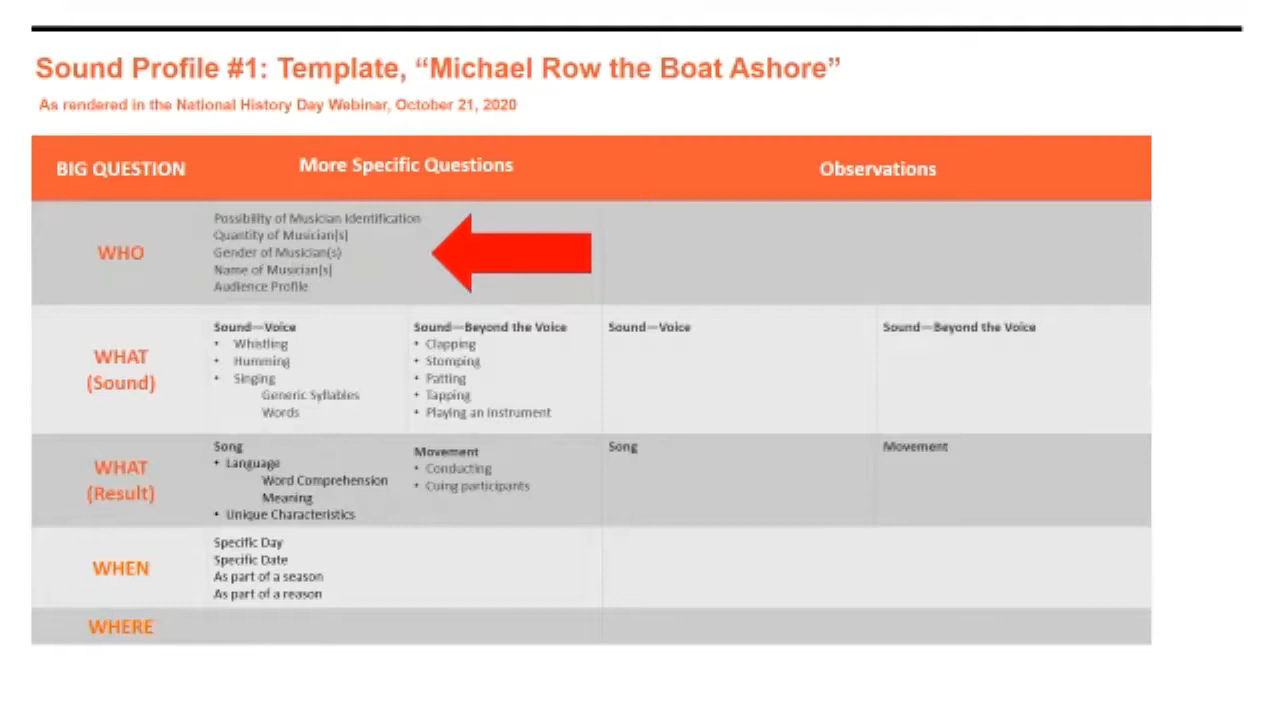 Sound Profile #1: Template, “Michael Row the Boat Ashore”
As rendered in the National History Day Webinar, October 21, 2020
BIG QUESTION
More Specific Questions
Observations
WHO
Possibility of Musician Identification
Quantity of Musician(s)
Gender of Musician(s)
Name of Musician(s)
Audience Profile
WHAT
(Sound)
Sound—Voice
• Whistling
• Humming
• Singing
Generic Syllables
Words
Sound—Beyond the Voice
• Clapping
• Stomping
• Patting
• Tapping
• Playing an Instrument
Sound—Voice
Sound—Beyond the Voice
WHAT
(Result)
Song
• Language
Word Comprehension
Meaning
• Unique Characteristics
Movement
• Conducting
• Cuing participants
Song
Movement
WHEN
Specific Day
Specific Date
As part of a season
As part of a reason
WHERE